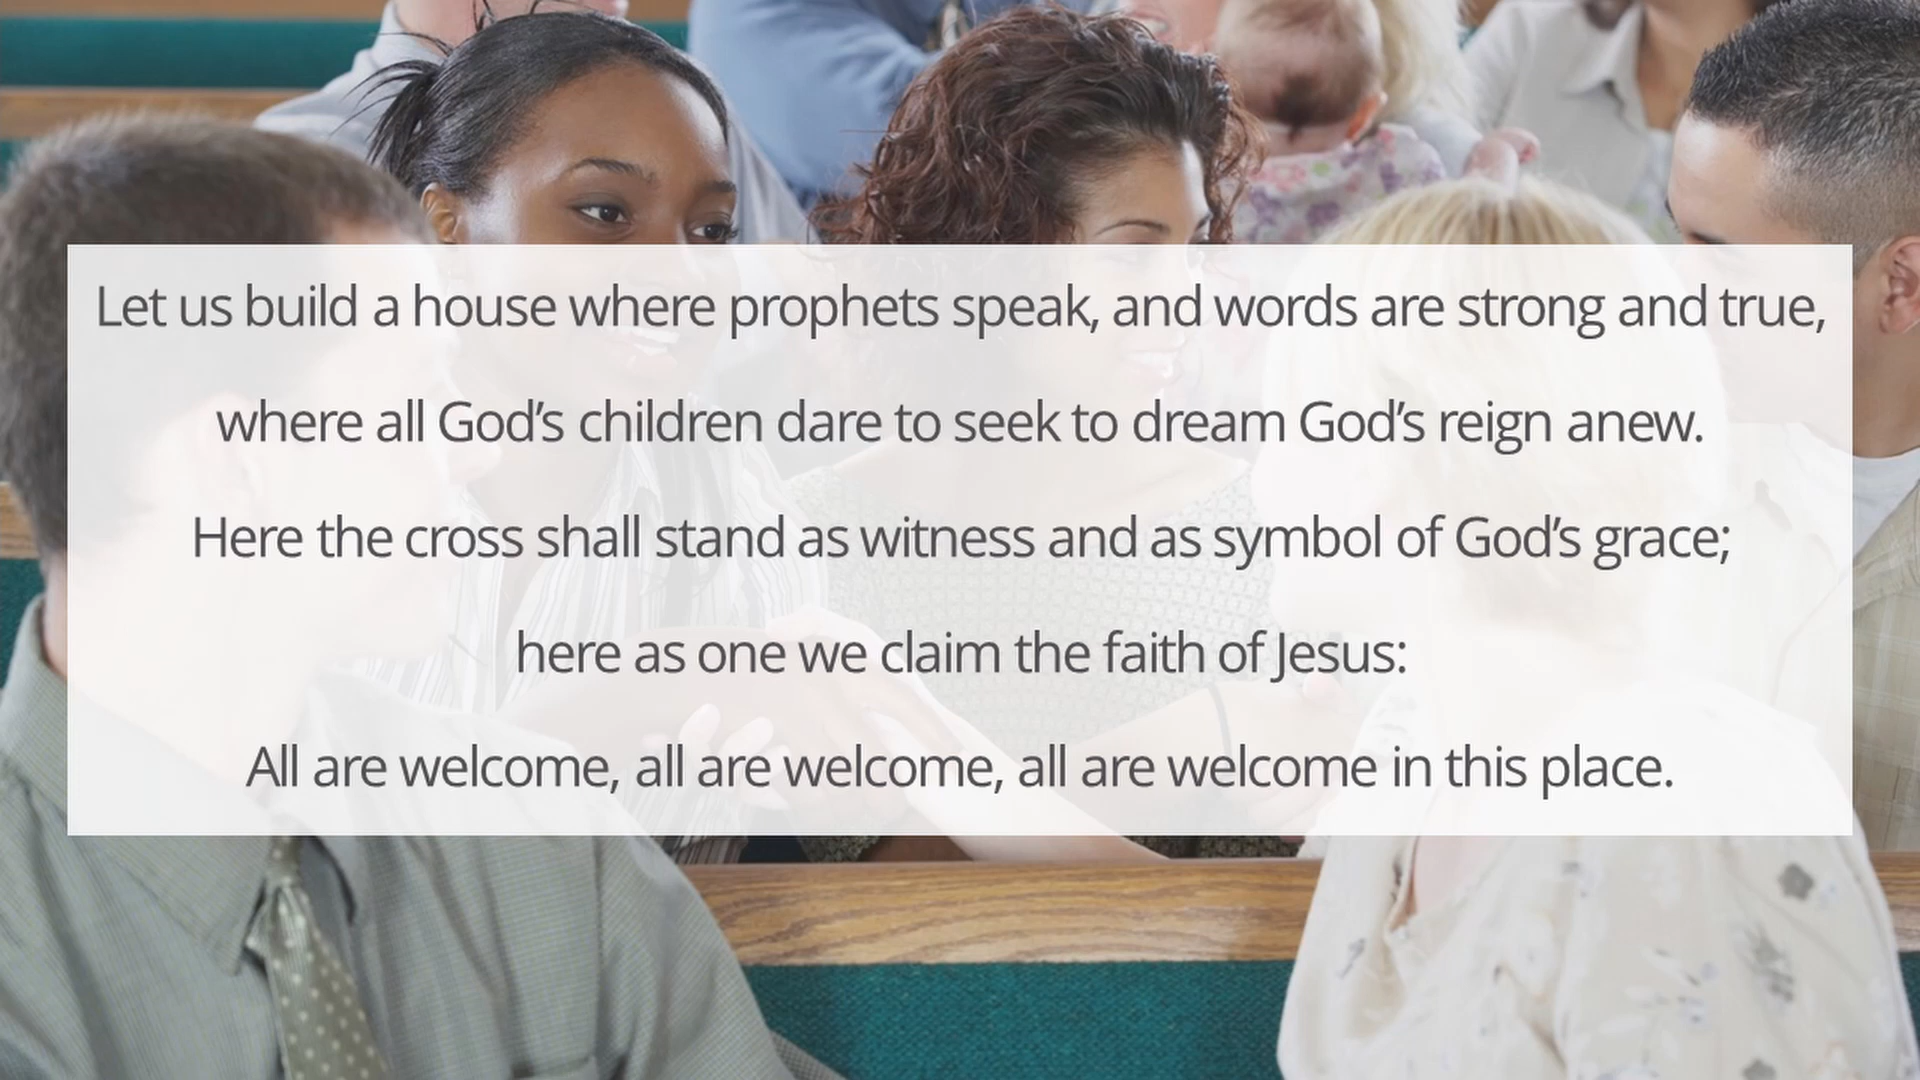 Let us build a house where prophets speak, and words are strong and true,
where all God’s children dare to seek to dream God’s reign anew.
Here the cross shall stand as witness and as symbol of God’s grace;
here as one we claim the faith of Jesus:
All are welcome, all are welcome, all are welcome in this place.